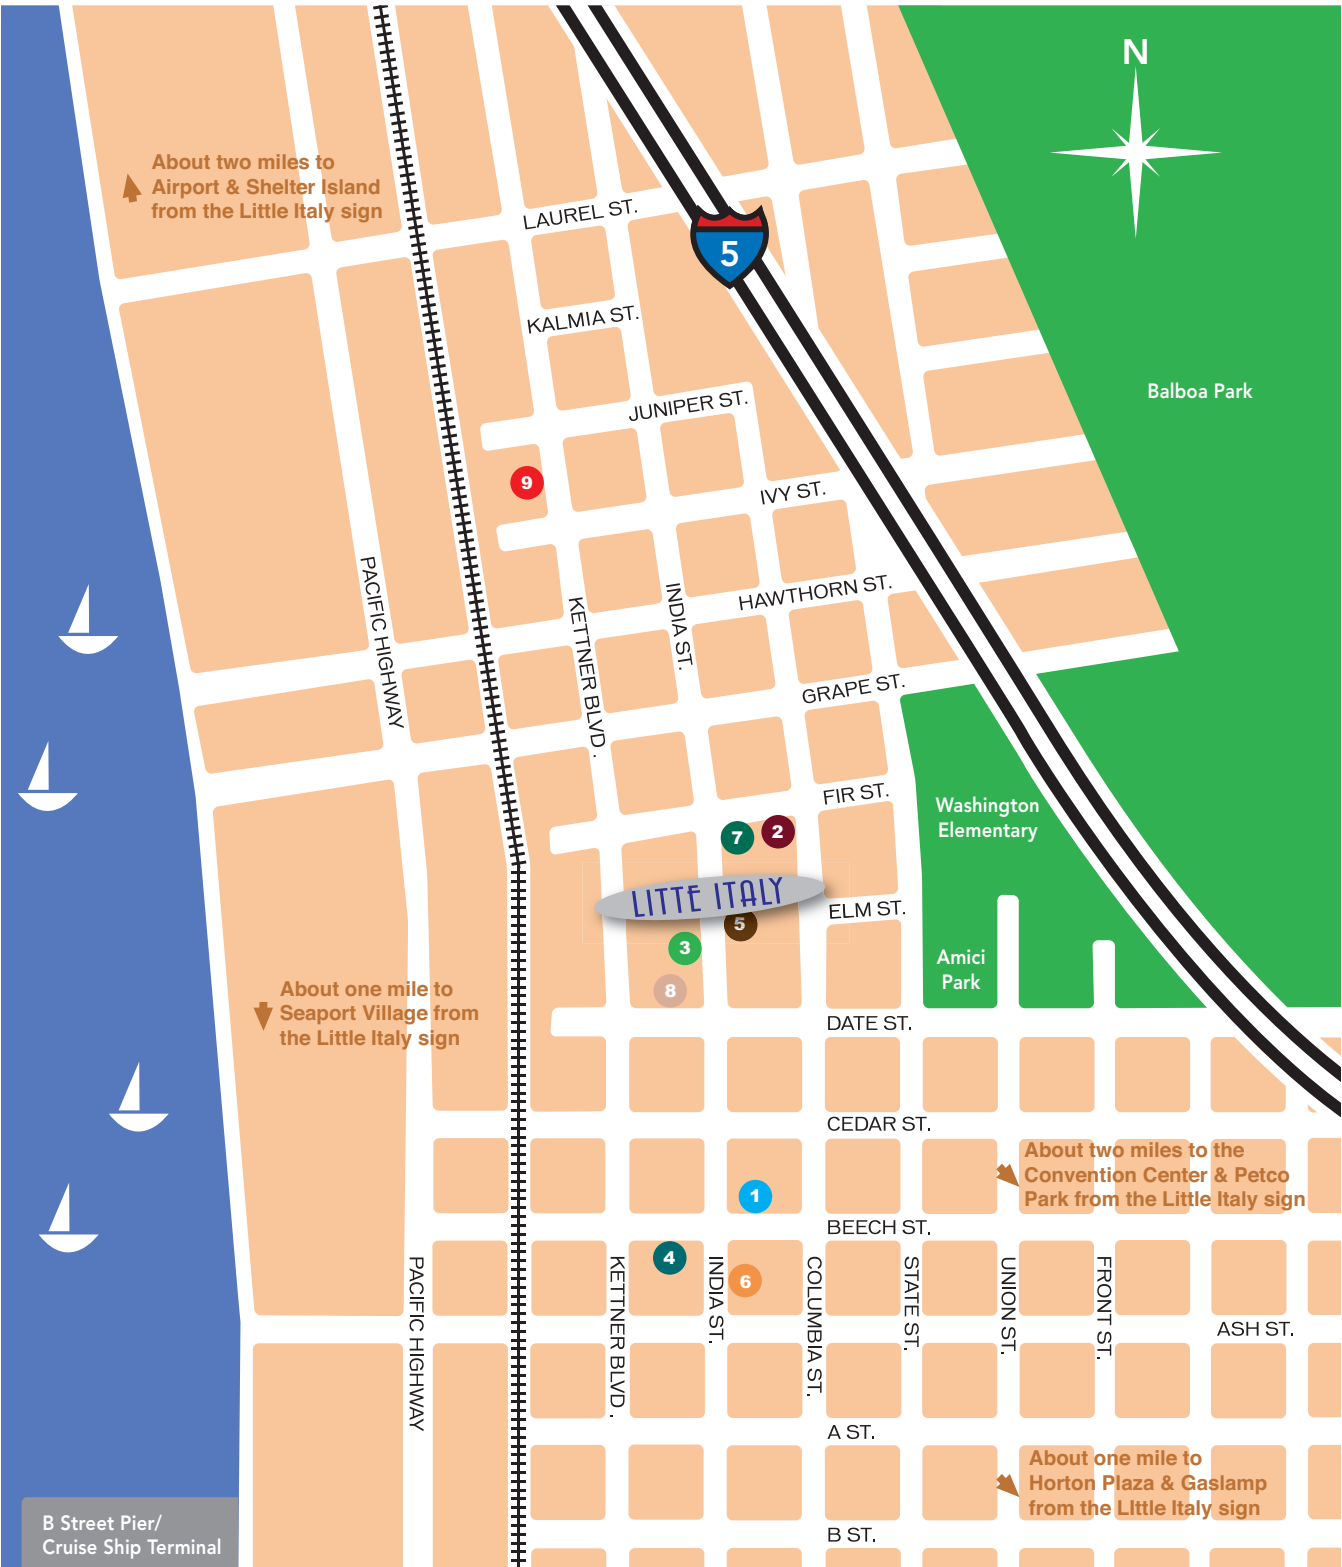 N
About two miles to
Airport & Shelter Island
from the Little Italy sign
LAUREL ST.
5
KALMIA ST.
Balboa Park
JUNIPER ST.
9
IVY ST.
PACIFIC HIGHWAY
KETTNER BLVD.
INDIA ST.
HAWTHORN ST.
GRAPE ST.
FIR ST.
Washington
Elementary
7
2
LITTE ITALY
ELM ST.
5
3
8
Amici
Park
About one mile to
Seaport Village from
the Little Italy sign
DATE ST.
CEDAR ST.
About two miles to the
Convention Center & Petco
Park from the Little Italy sign
1
BEECH ST.
4
6
PACIFIC HIGHWAY
KETTNER BLVD.
INDIA ST.
COLUMBIA ST.
STATE ST.
UNION ST.
FRONT ST.
ASH ST.
A ST.
About one mile to
Horton Plaza & Gaslamp
from the LIttle Italy sign
B ST.
B Street Pier/
Cruise Ship Terminal